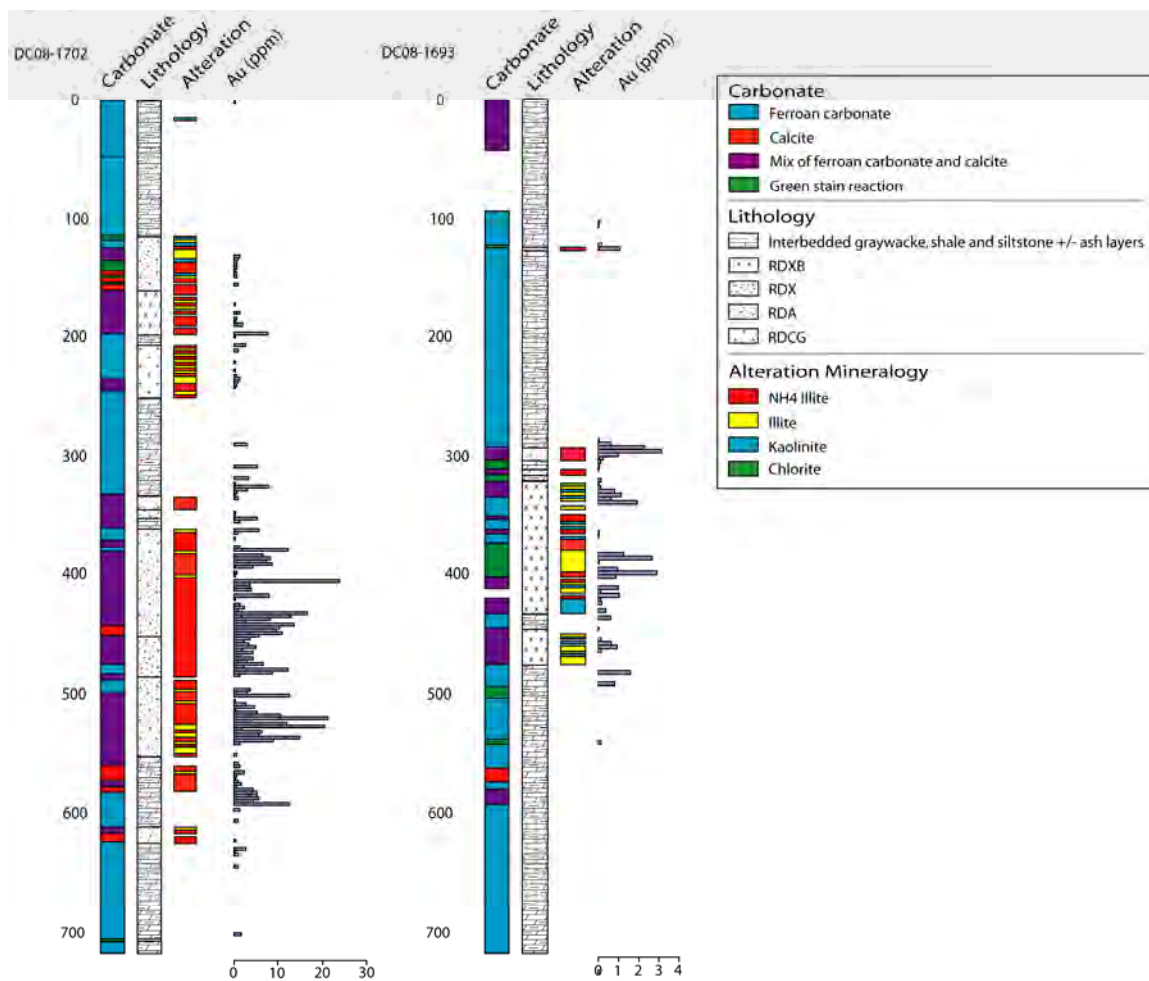 DC08-1702
Carbonate
Lithology
Alteration
Au (ppm)
0
100
200
300
400
500
600
700
0 10 20 30
DC08-1693
Carbonate
Lithology
Alteration
Au (ppm)
0
100
200
300
400
500
600
700
0 1 2 3 4
Carbonate
Ferroan carbonate
Calcite
Mix of ferroan carbonate and calcite
Green stain reaction
Lithology
Interbedded graywacke, shale and siltstone +/- ash layers
RDXB
RDX
RDA
RDCG
Alteration Mineralogy
NH4 Illite
Illite
Kaolinite
Chlorite